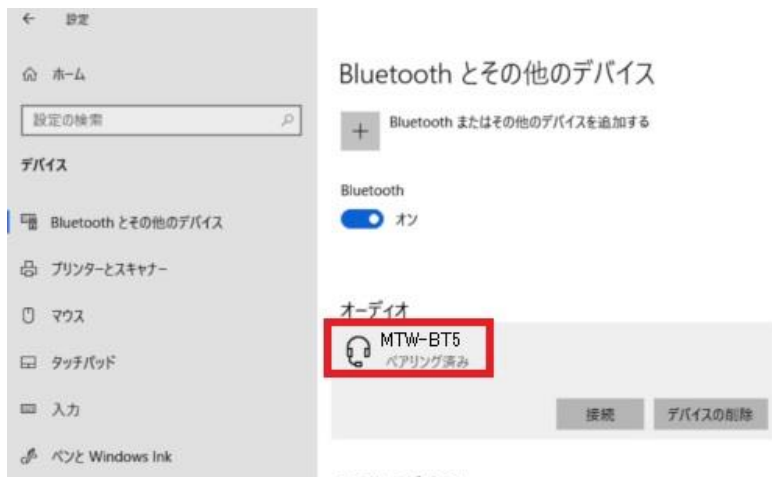 設定
ホーム
設定の検索
デバイス
Bluetooth とその他のデバイス
プリンターとスキャナー
マウス
タッチパッド
入力
ペンと Windows Ink
Bluetooth とその他のデバイス
Bluetooth またはその他のデバイスを追加する
Bluetooth
オン
オーディオ
MTW-BT5
ペアリング済み
接続
デバイスの削除